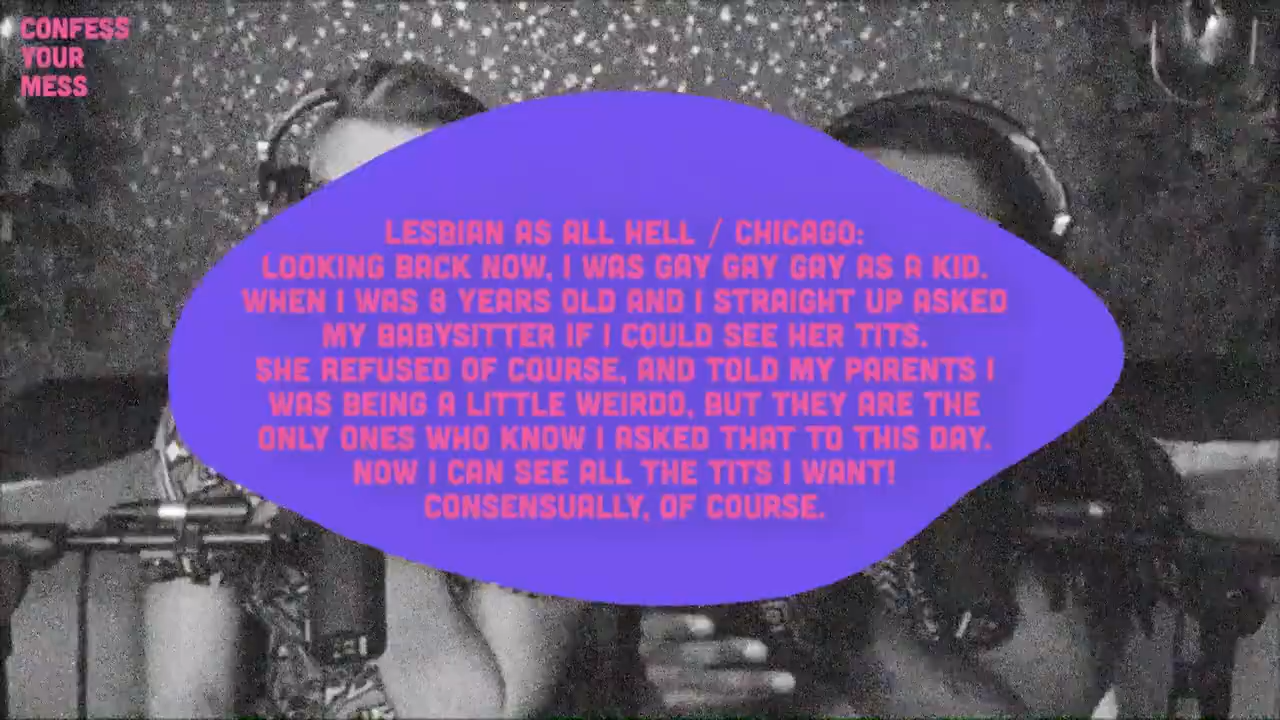 CONFESS
YOUR
MESS
LESBIAN AS ALL HELL / CHICAGO:
LOOKING BACK NOW, I WAS GAY GAY GAY AS A KID.
WHEN I WAS 8 YEARS OLD AND I STRAIGHT UP ASKED
MY BABYSITTER IF I COULD SEE HER TITS.
SHE REFUSED OF COURSE, AND TOLD MY PARENTS I
WAS BEING A LITTLE WEIRDO, BUT THEY ARE THE
ONLY ONES WHO KNOW I ASKED THAT TO THIS DAY.
NOW I CAN SEE ALL THE TITS I WANT!
CONSENSUALLY, OF COURSE.